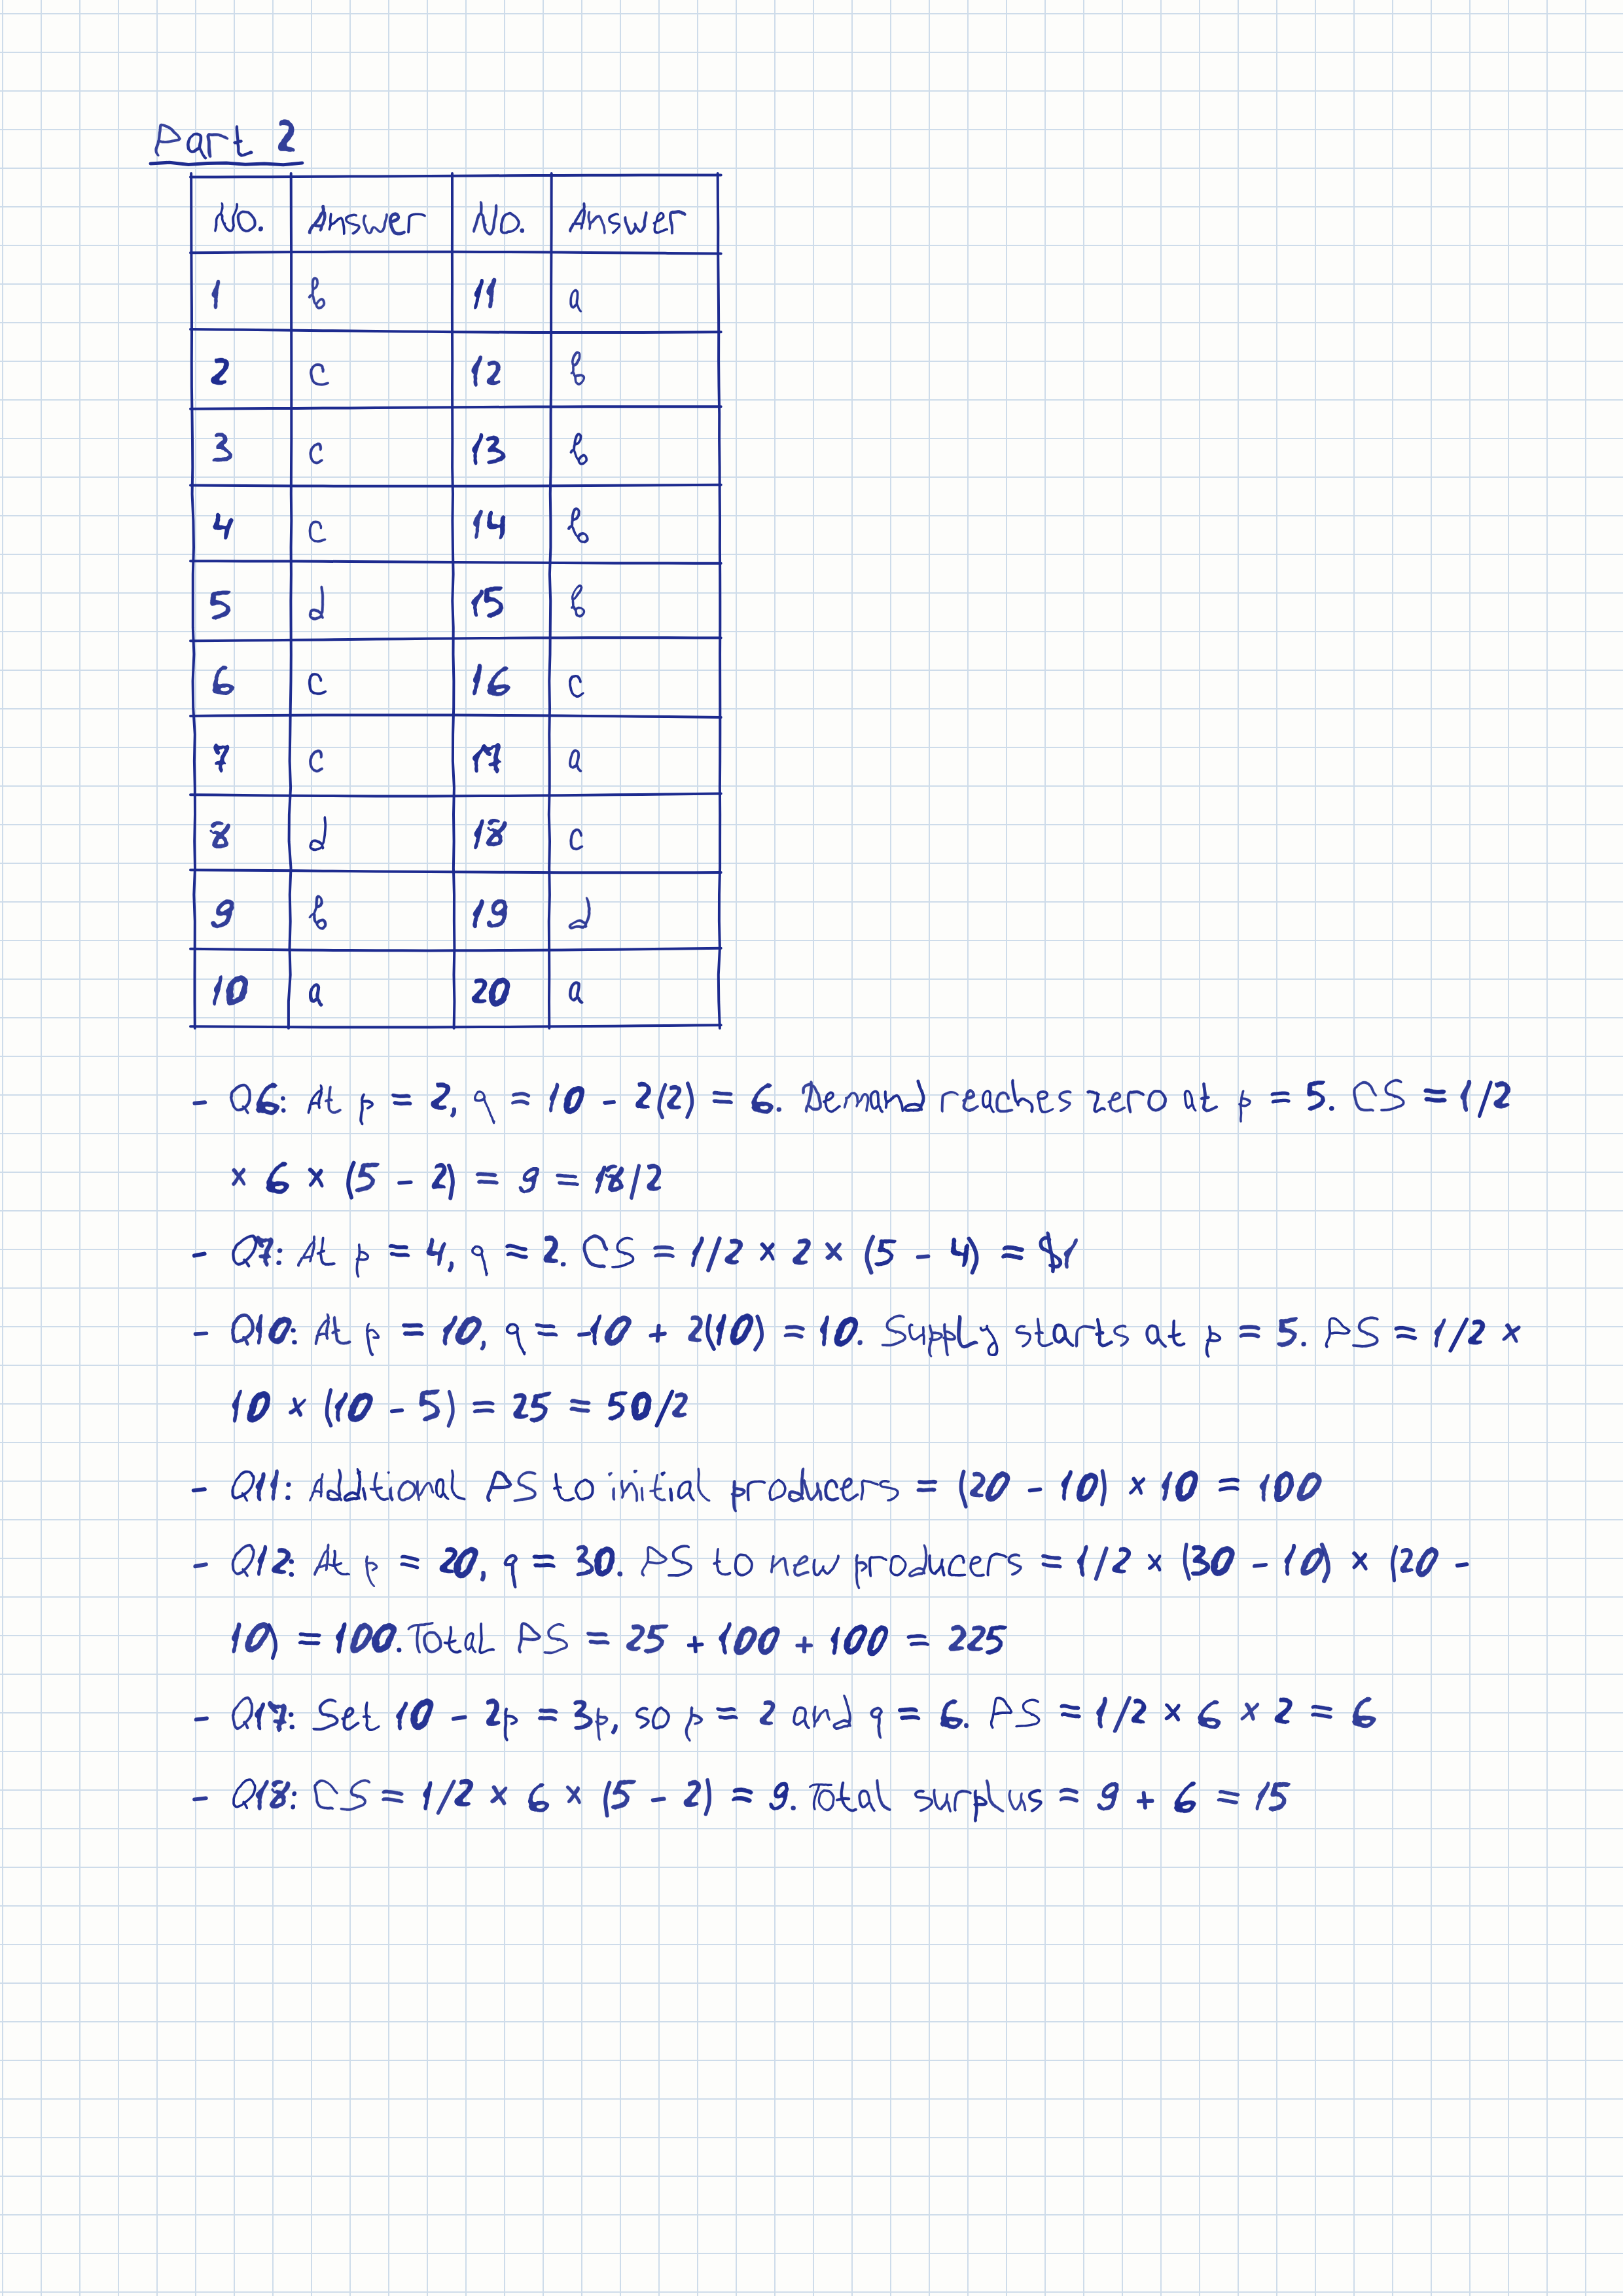 Part 2
No. Answer No. Answer
1 b 11 a
2 c 12 b
3 c 13 b
4 c 14 b
5 d 15 b
6 c 16 c
7 c 17 a
8 d 18 c
9 b 19 d
10 a 20 a
- Q6: At p = 2, q = 10 - 2(2) = 6. Demand reaches zero at p = 5. CS = 1/2
× 6 × (5 - 2) = 9 = 18/2
- Q7: At p = 4, q = 2. CS = 1/2 × 2 × (5 - 4) = $1
- Q10: At p = 10, q = -10 + 2(10) = 10. Supply starts at p = 5. PS = 1/2 ×
10 × (10 - 5) = 25 = 50/2
- Q11: Additional PS to initial producers = (20 - 10) × 10 = 100
- Q12: At p = 20, q = 30. PS to new producers = 1/2 × (30 - 10) × (20 -
10) = 100. Total PS = 25 + 100 + 100 = 225
- Q17: Set 10 - 2p = 3p, so p = 2 and q = 6. PS = 1/2 × 6 × 2 = 6
- Q18: CS = 1/2 × 6 × (5 - 2) = 9. Total surplus = 9 + 6 = 15